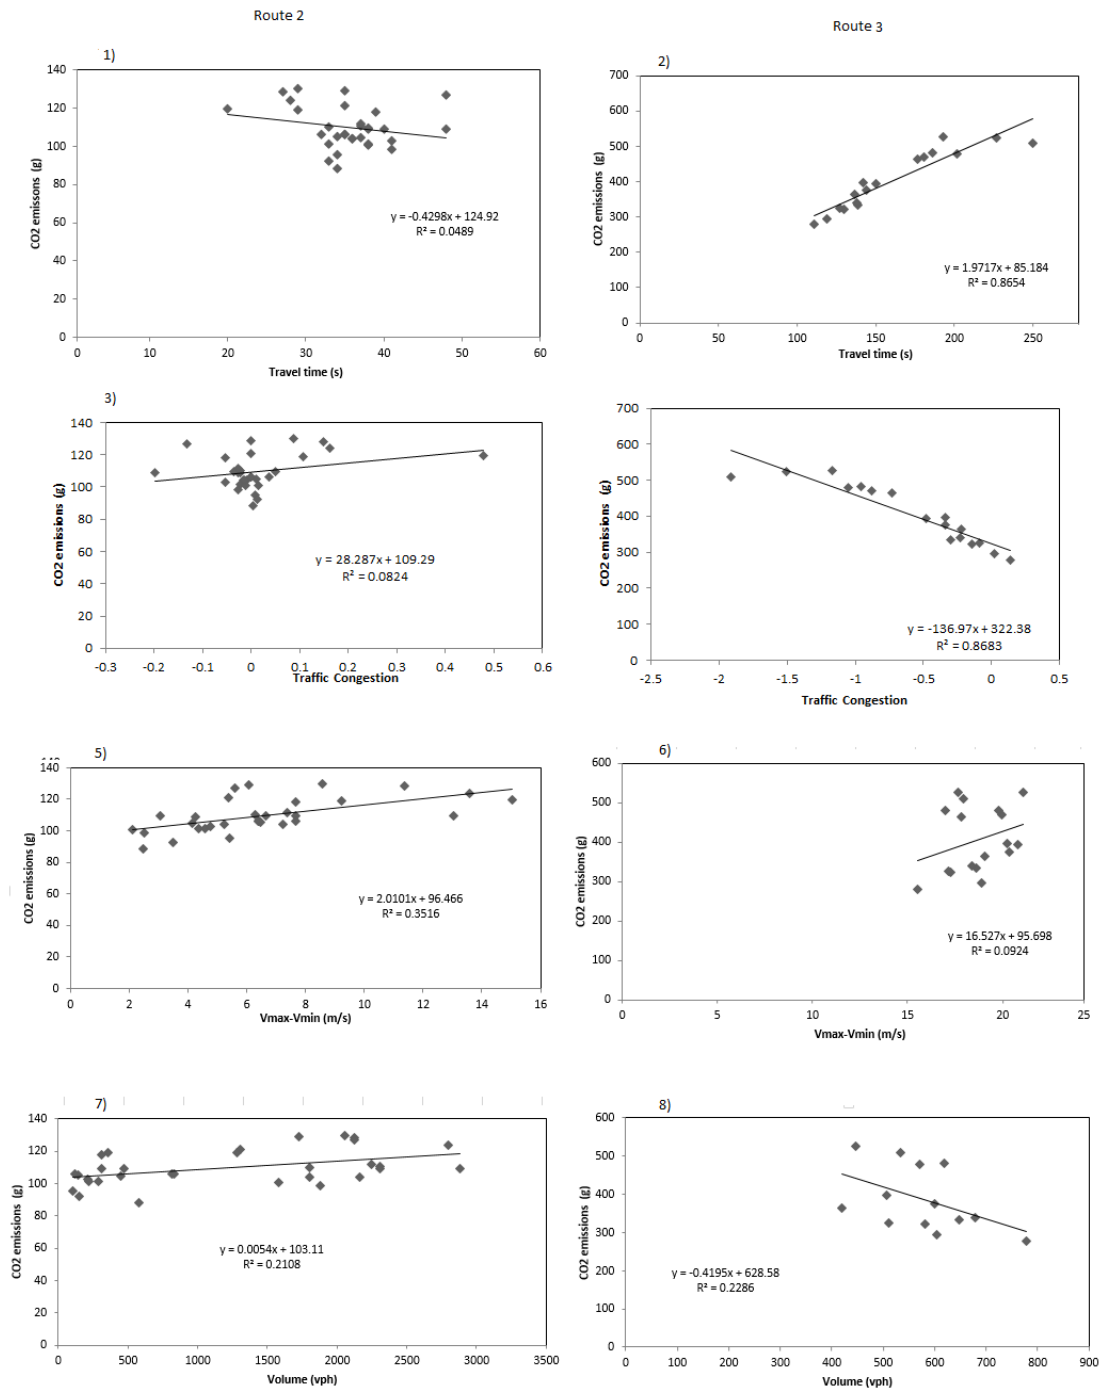 Route 2
Route 3
1)
140
120
100
80
60
40
20
0
CO2 emissons (g)
y = -0.4298x + 124.92
R² = 0.0489
0 10 20 30 40 50 60
Travel time (s)
2)
700
600
500
400
300
200
100
0
CO2 emissions (g)
y = 1.9717x + 85.184
R² = 0.8654
0 50 100 150 200 250
Travel time (s)
3)
140
120
100
80
60
40
20
0
CO2 emissions (g)
y = 28.287x + 109.29
R² = 0.0824
-0.3 -0.2 -0.1 0 0.1 0.2 0.3 0.4 0.5 0.6
Traffic Congestion
700
600
500
400
300
200
100
0
CO2 emissions (g)
y = -136.97x + 322.38
R² = 0.8683
-2.5 -2 -1.5 -1 -0.5 0 0.5
Traffic Congestion
5)
140
120
100
80
60
40
20
0
CO2 emissions (g)
y = 2.0101x + 96.466
R² = 0.3516
0 2 4 6 8 10 12 14 16
Vmax-Vmin (m/s)
6)
600
500
400
300
200
100
0
CO2 emissions (g)
y = 16.527x + 95.698
R² = 0.0924
0 5 10 15 20 25
Vmax-Vmin (m/s)
7)
140
120
100
80
60
40
20
0
CO2 emissions (g)
y = 0.0054x + 103.11
R² = 0.2108
0 500 1000 1500 2000 2500 3000 3500
Volume (vph)
8)
600
500
400
300
200
100
0
CO2 emissions (g)
y = -0.4195x + 628.58
R² = 0.2286
0 100 200 300 400 500 600 700 800 900
Volume (vph)